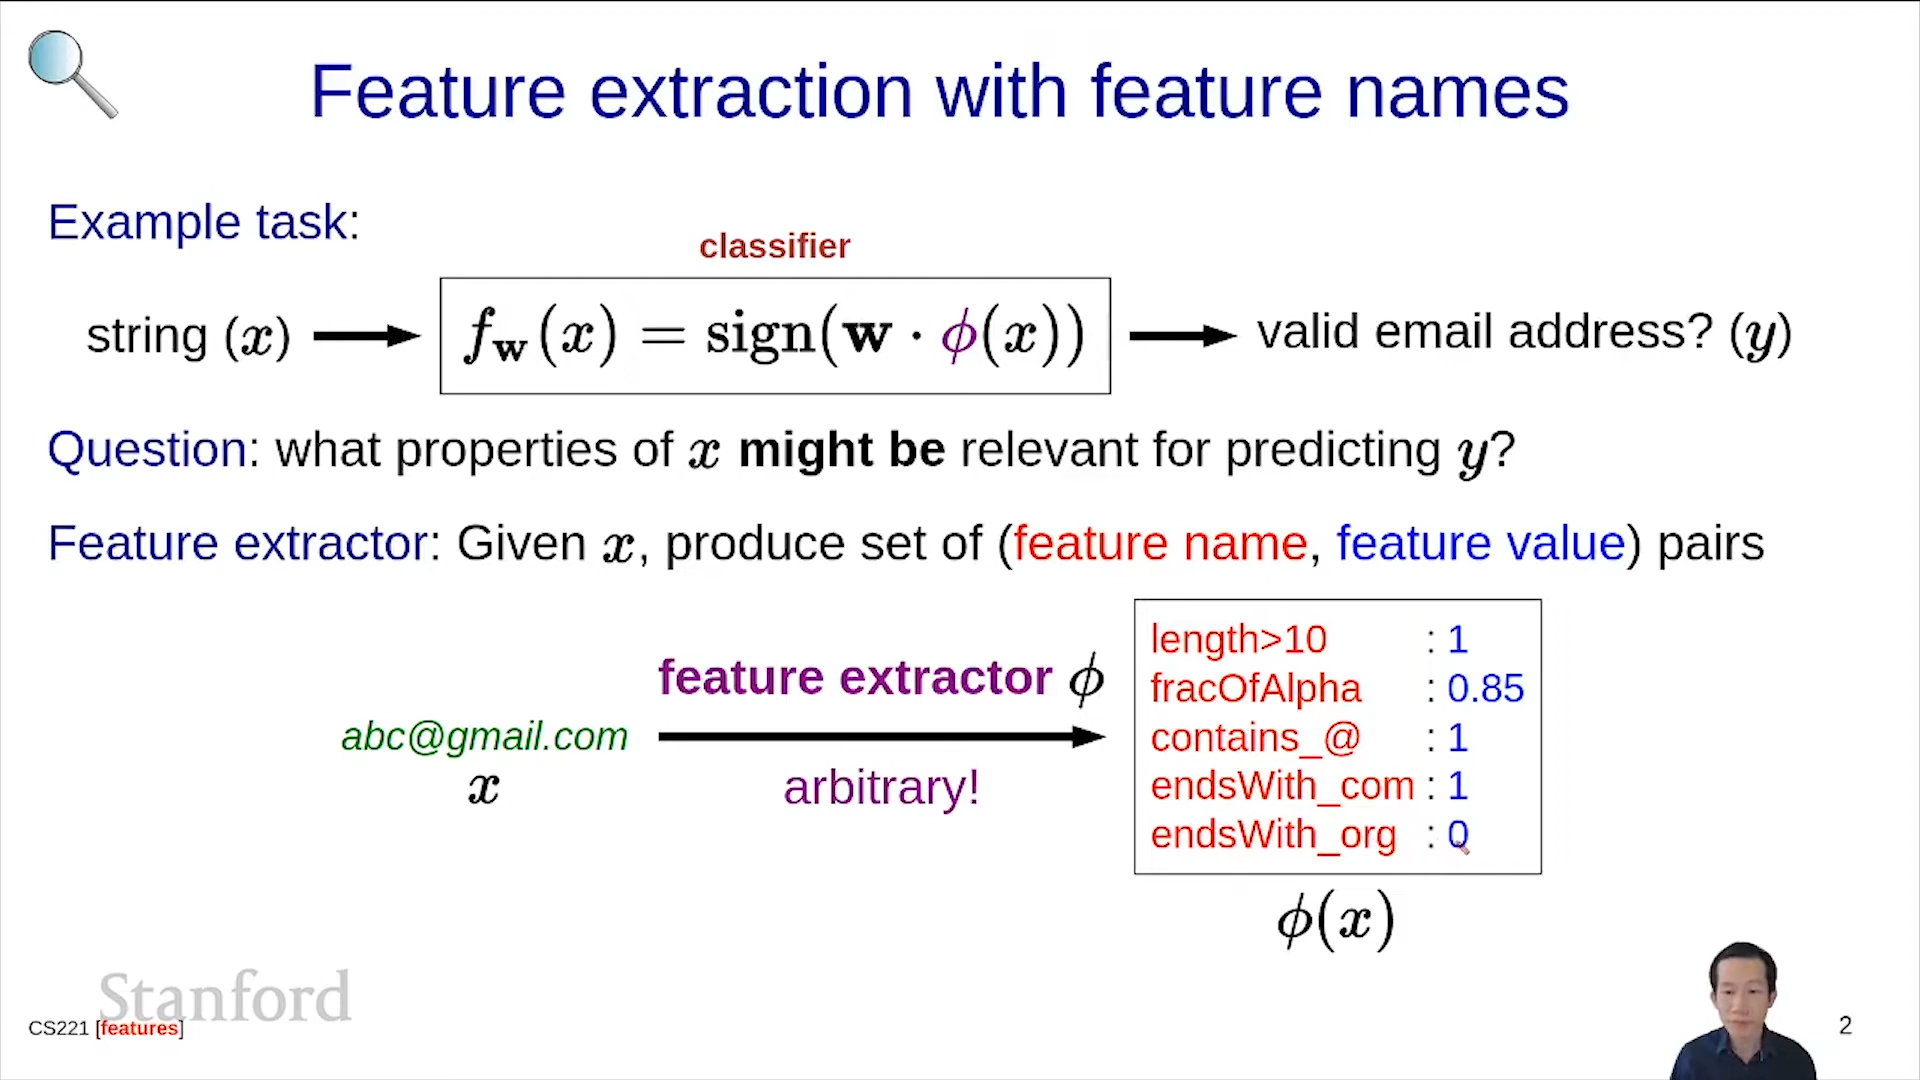 Feature extraction with feature names
Example task:
classifier
string (x)
f_w(x) = sign(w · ϕ(x))
valid email address? (y)
Question: what properties of x might be relevant for predicting y?
Feature extractor: Given x, produce set of (feature name, feature value) pairs
feature extractor ϕ
abc@gmail.com
x
arbitrary!
length>10 : 1
fracOfAlpha : 0.85
contains_@ : 1
endsWith_com : 1
endsWith_org : 0
ϕ(x)
Stanford
CS221 [features]
2